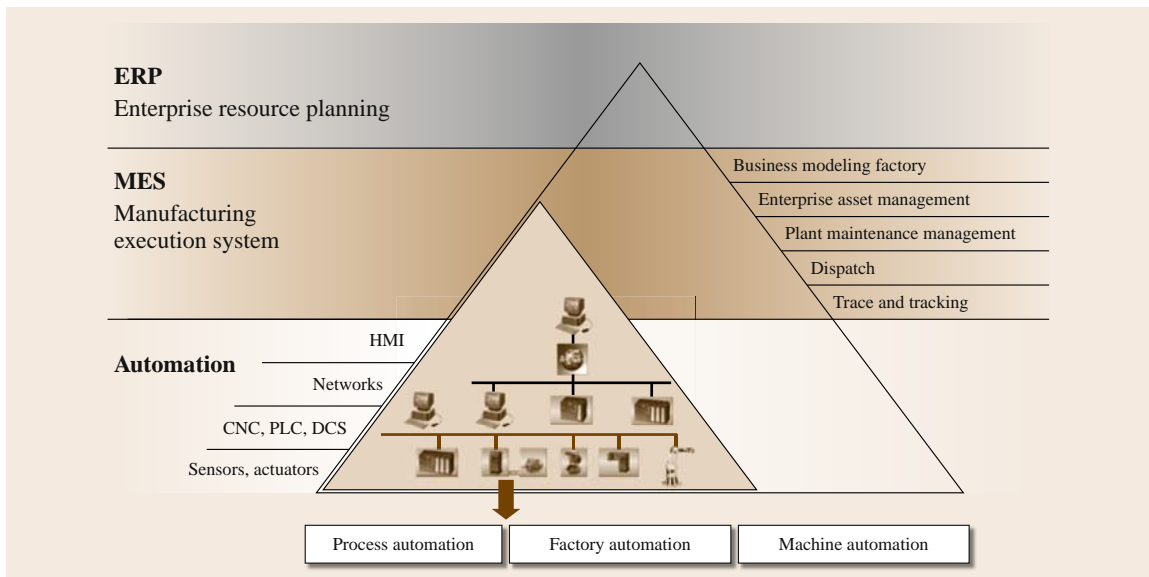 ERP
Enterprise resource planning
MES
Manufacturing
execution system
Business modeling factory
Enterprise asset management
Plant maintenance management
Dispatch
Trace and tracking
Automation
HMI
Networks
CNC, PLC, DCS
Sensors, actuators
Process automation
Factory automation
Machine automation